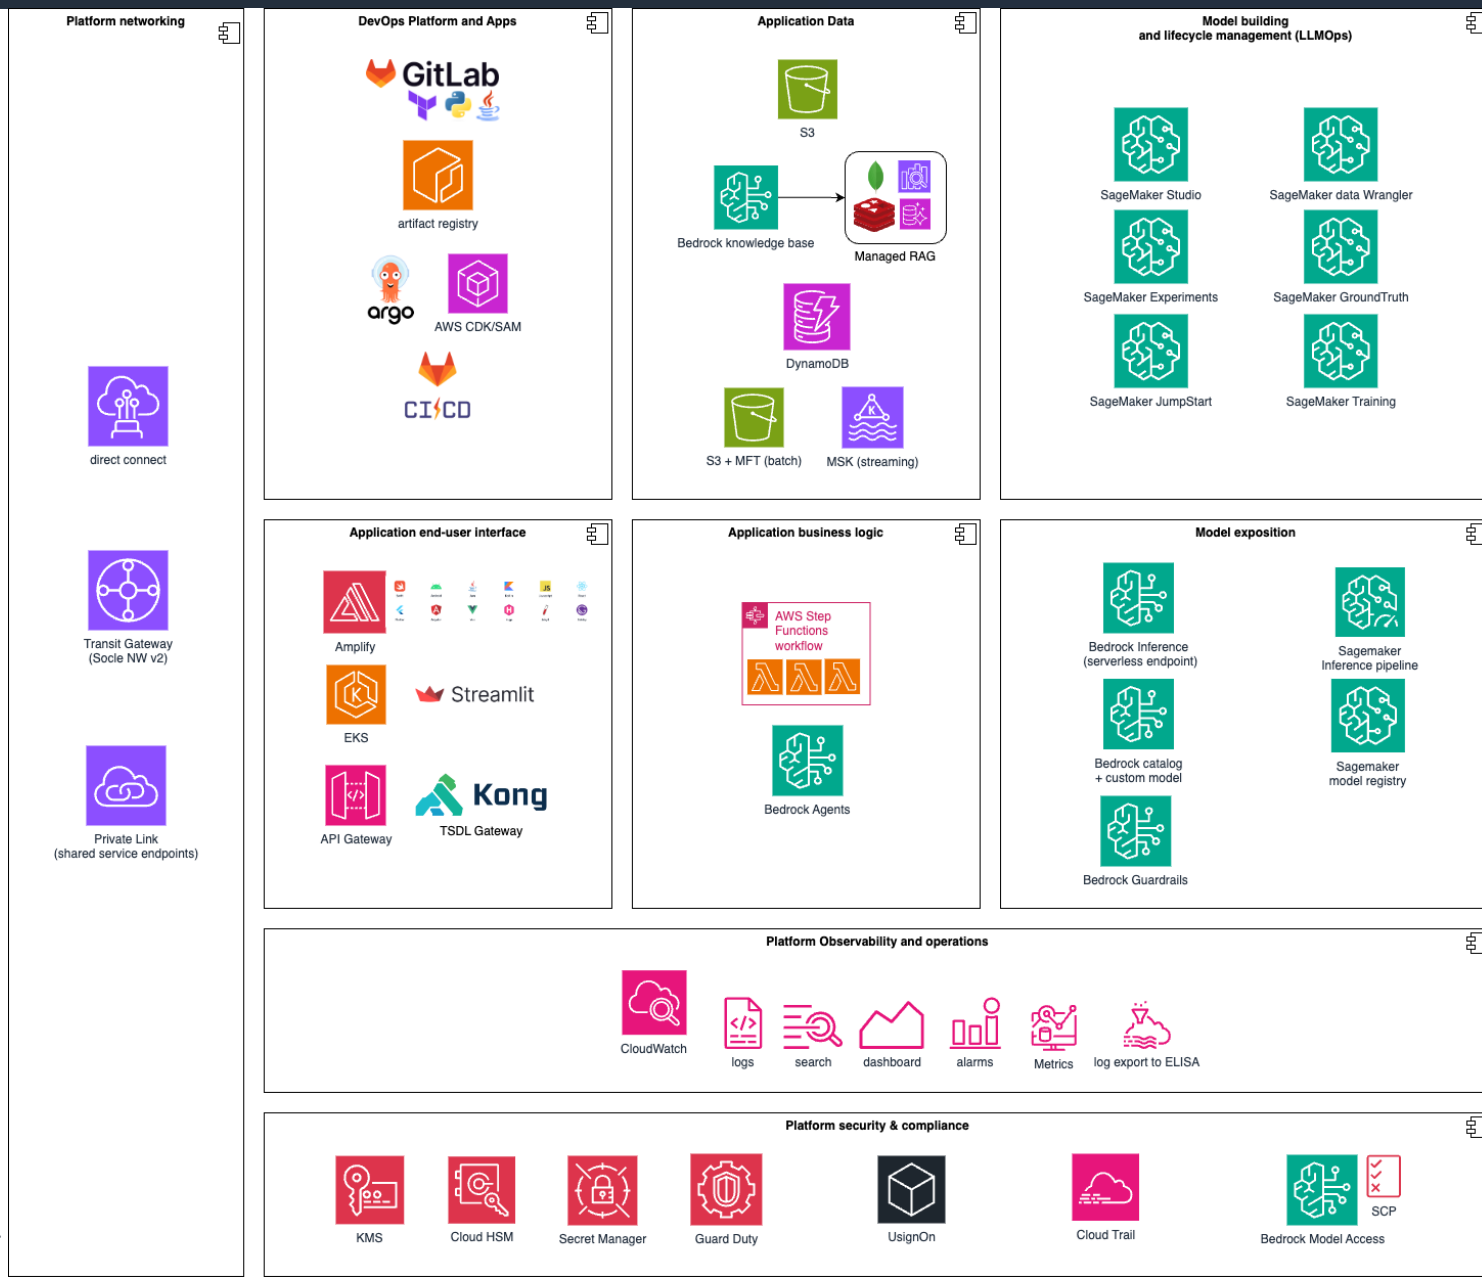 Platform networking
direct connect
Transit Gateway
(Socle NW v2)
Private Link
(shared service endpoints)
DevOps Platform and Apps
GitLab
artifact registry
argo
AWS CDK/SAM
CI/CD
Application Data
S3
Bedrock knowledge base
Managed RAG
DynamoDB
S3 + MFT (batch)
MSK (streaming)
Model building
and lifecycle management (LLMOps)
SageMaker Studio
SageMaker data Wrangler
SageMaker Experiments
SageMaker GroundTruth
SageMaker JumpStart
SageMaker Training
Application end-user interface
Amplify
EKS
Streamlit
API Gateway
Kong
TSDL Gateway
Application business logic
AWS Step
Functions
workflow
Bedrock Agents
Model exposition
Bedrock Inference
(serverless endpoint)
Sagemaker
Inference pipeline
Bedrock catalog
+ custom model
Sagemaker
model registry
Bedrock Guardrails
Platform Observability and operations
CloudWatch
logs
search
dashboard
alarms
Metrics
log export to ELISA
Platform security & compliance
KMS
Cloud HSM
Secret Manager
Guard Duty
UsignOn
Cloud Trail
Bedrock Model Access
SCP